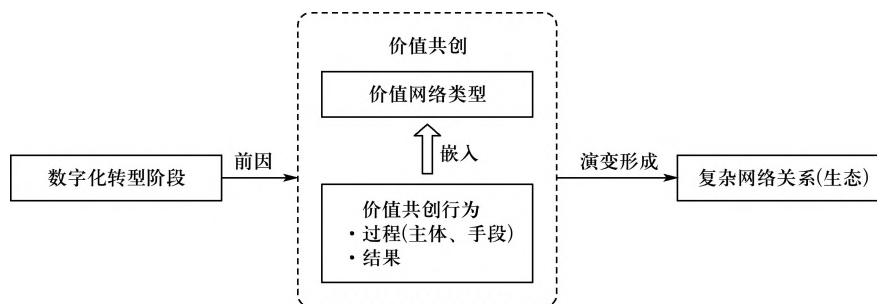 价值共创
价值网络类型
嵌入
数字化转型阶段
前因
价值共创行为
·过程(主体、手段)
·结果
演变形成
复杂网络关系(生态)